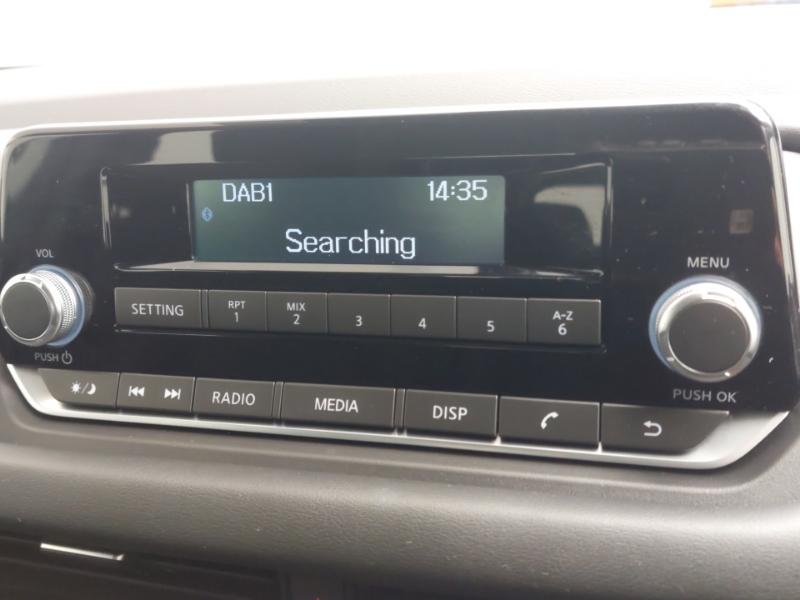 DAB1 14:35
Searching
VOL
MENU
SETTING
RPT
1
MIX
2
3
4
5
A-Z
6
PUSH
PUSH OK
RADIO
MEDIA
DISP